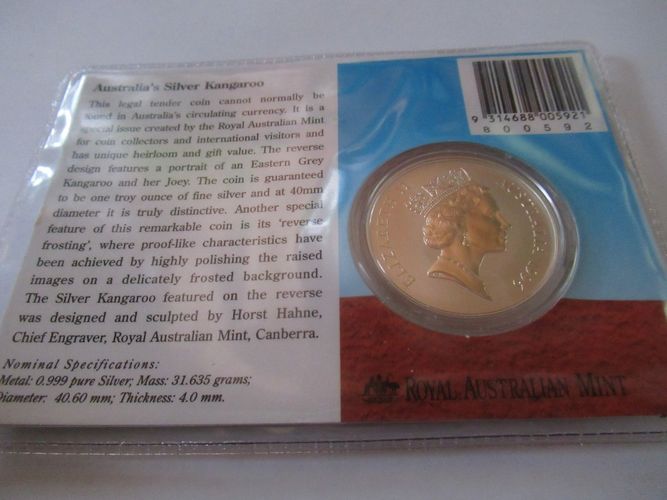 Australia's Silver Kangaroo
This legal tender coin cannot normally be
found in Australia's circulating currency. It is a
special issue created by the Royal Australian Mint
for coin collectors and international visitors and
has unique heirloom and gift value. The reverse
design features a portrait of an Eastern Grey
Kangaroo and her Joey. The coin is guaranteed
to be one troy ounce of fine silver and at 40mm
diameter it is truly distinctive. Another special
feature of this remarkable coin is its 'reverse
frosting', where proof-like characteristics have
been achieved by highly polishing the raised
images on a delicately frosted background.
The Silver Kangaroo featured on the reverse
was designed and sculpted by Horst Hahne,
Chief Engraver, Royal Australian Mint, Canberra.
Nominal Specifications:
Metal: 0.999 pure Silver; Mass: 31.635 grams;
Diameter: 40.60 mm; Thickness: 4.0 mm.
9 314688 005921
800592
ELIZABETH II
AUSTRALIA
ROYAL AUSTRALIAN MINT